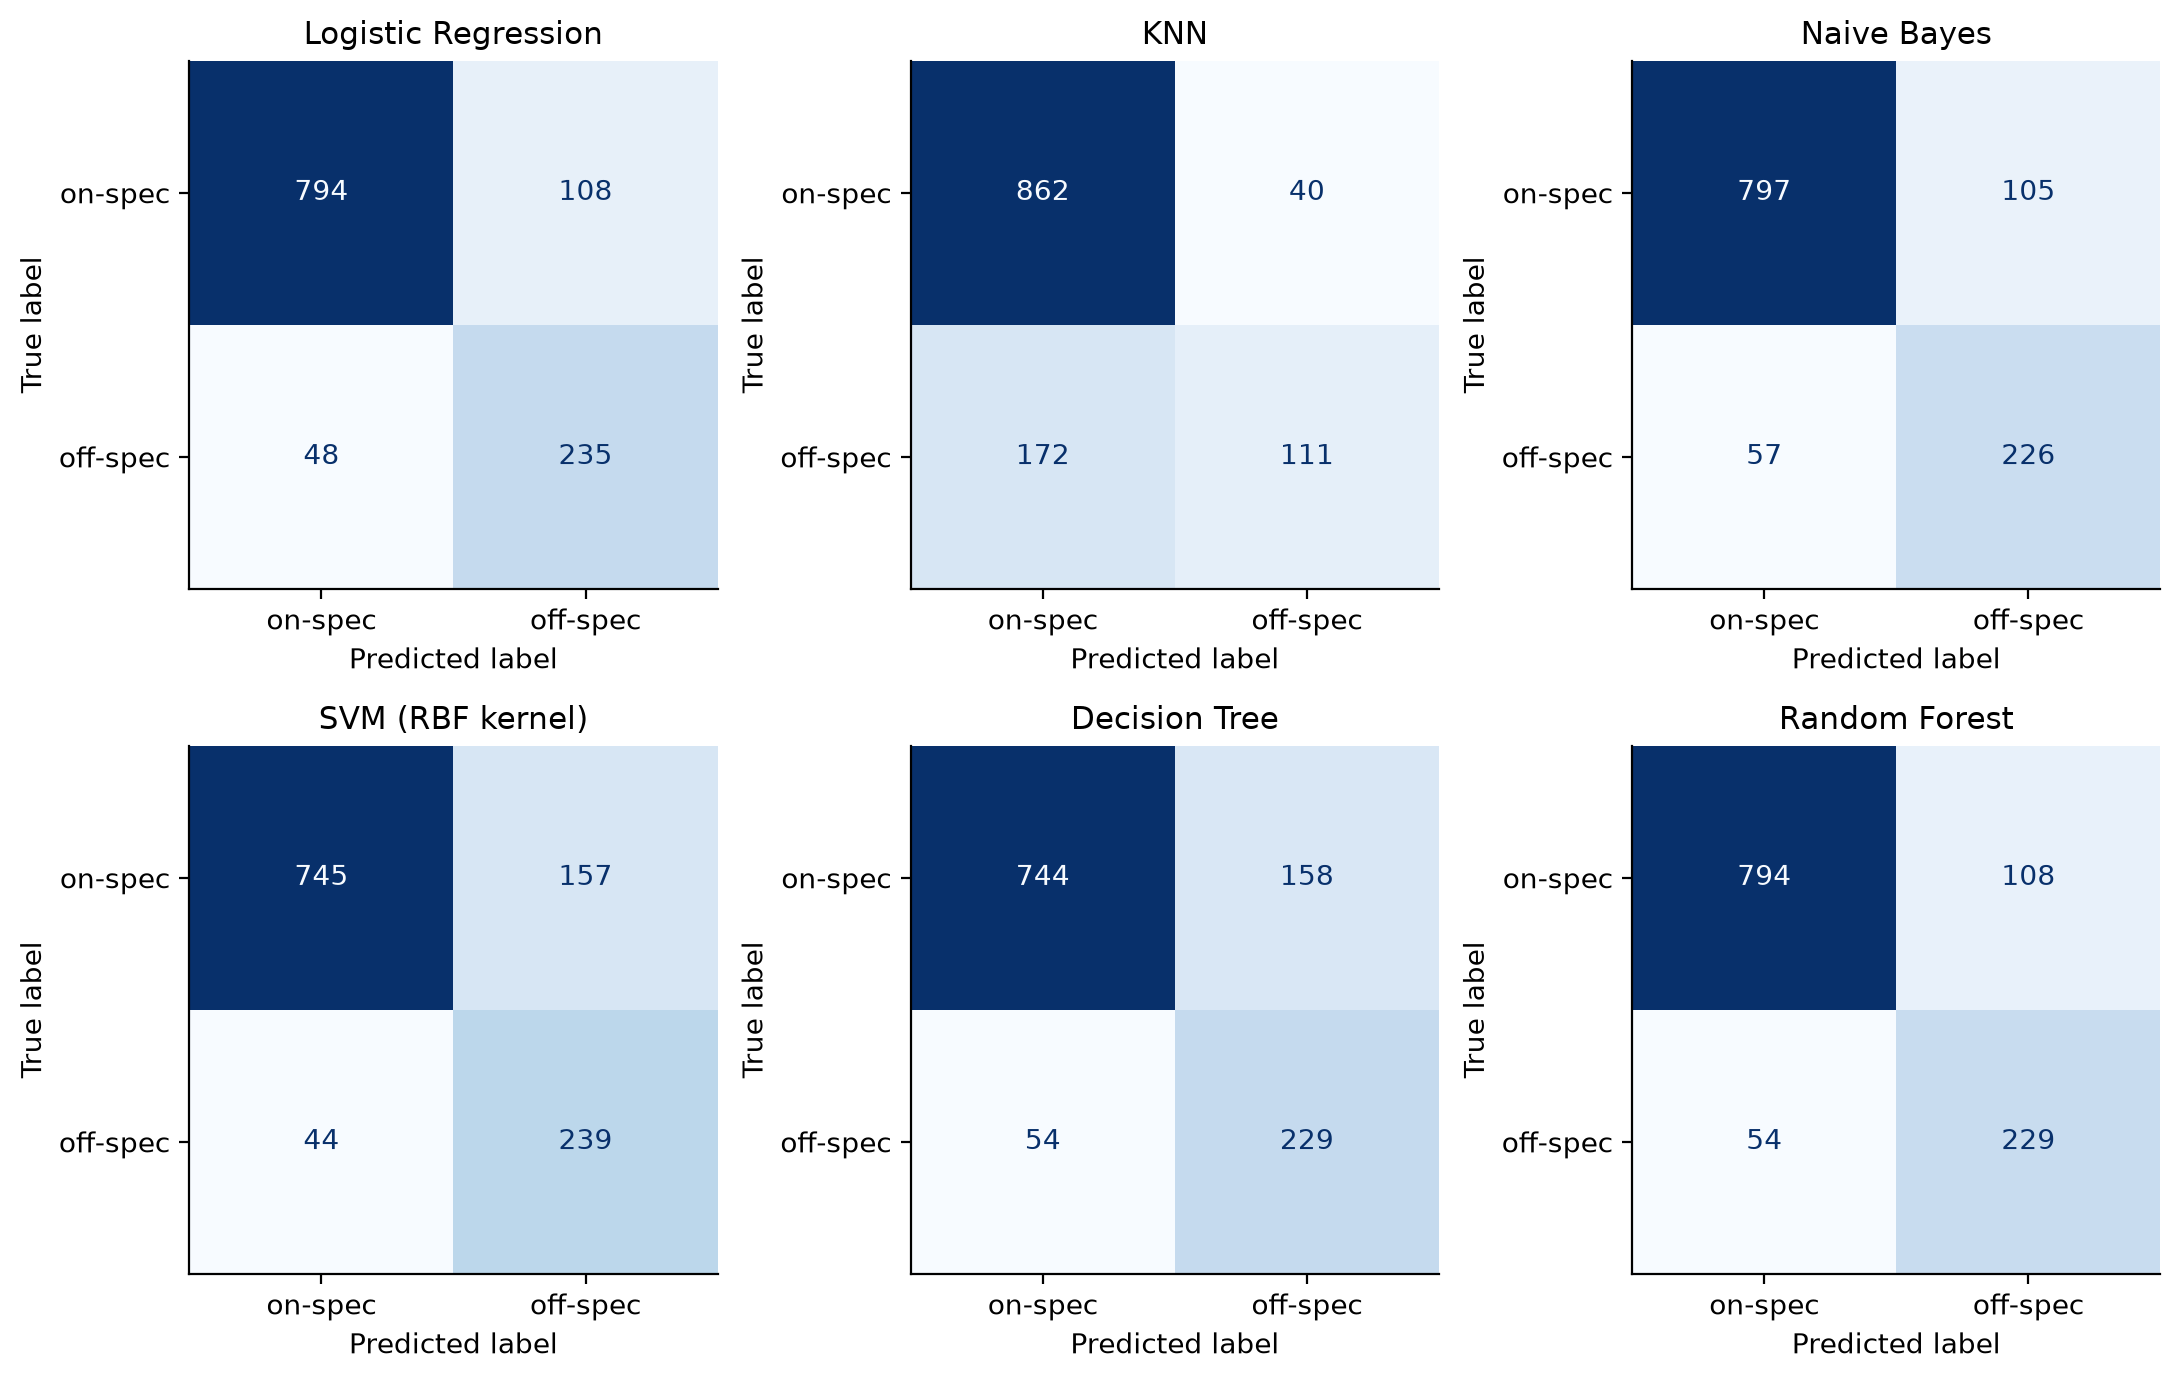 Logistic Regression
on-spec
off-spec
True label
794
108
48
235
on-spec
off-spec
Predicted label
KNN
on-spec
off-spec
True label
862
40
172
111
on-spec
off-spec
Predicted label
Naive Bayes
on-spec
off-spec
True label
797
105
57
226
on-spec
off-spec
Predicted label
SVM (RBF kernel)
on-spec
off-spec
True label
745
157
44
239
on-spec
off-spec
Predicted label
Decision Tree
on-spec
off-spec
True label
744
158
54
229
on-spec
off-spec
Predicted label
Random Forest
on-spec
off-spec
True label
794
108
54
229
on-spec
off-spec
Predicted label